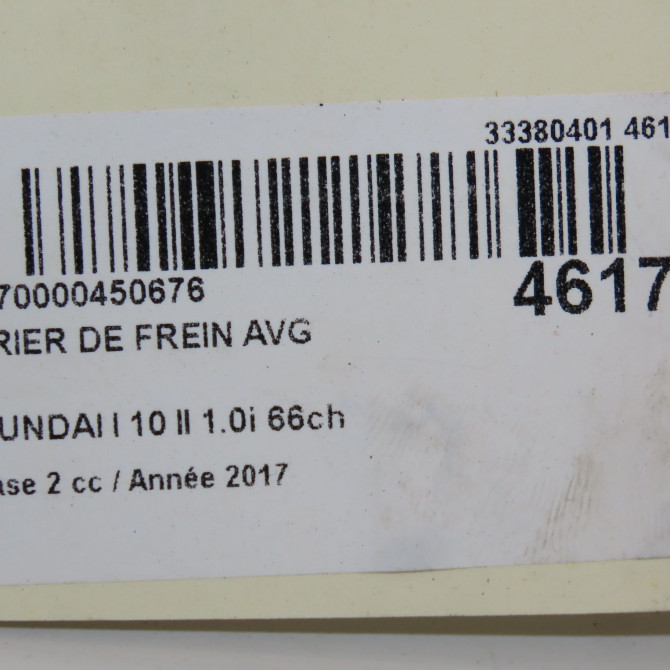 33380401 461
70000450676
4617
RIER DE FREIN AVG
UNDAI I 10 II 1.0i 66ch
ase 2 cc / Année 2017